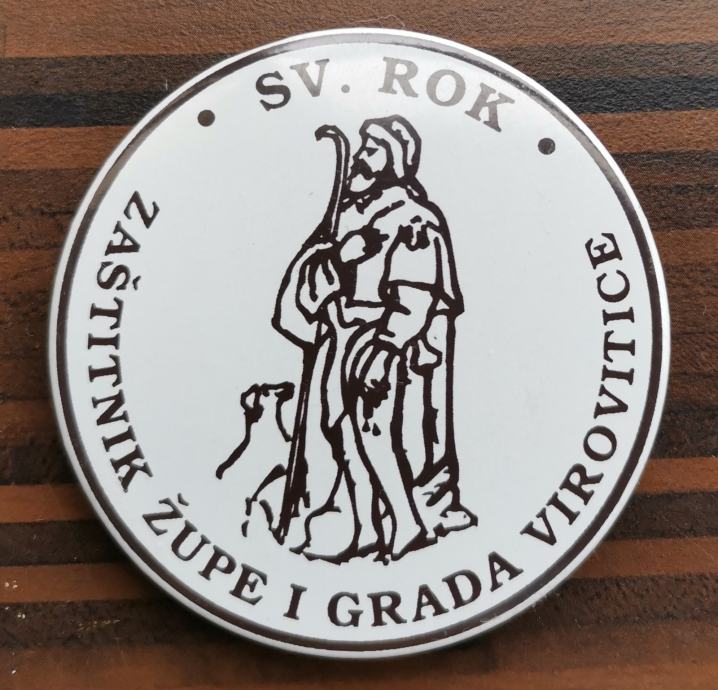 • SV. ROK •
ZAŠTITNIK ŽUPE I GRADA VIROVITICE